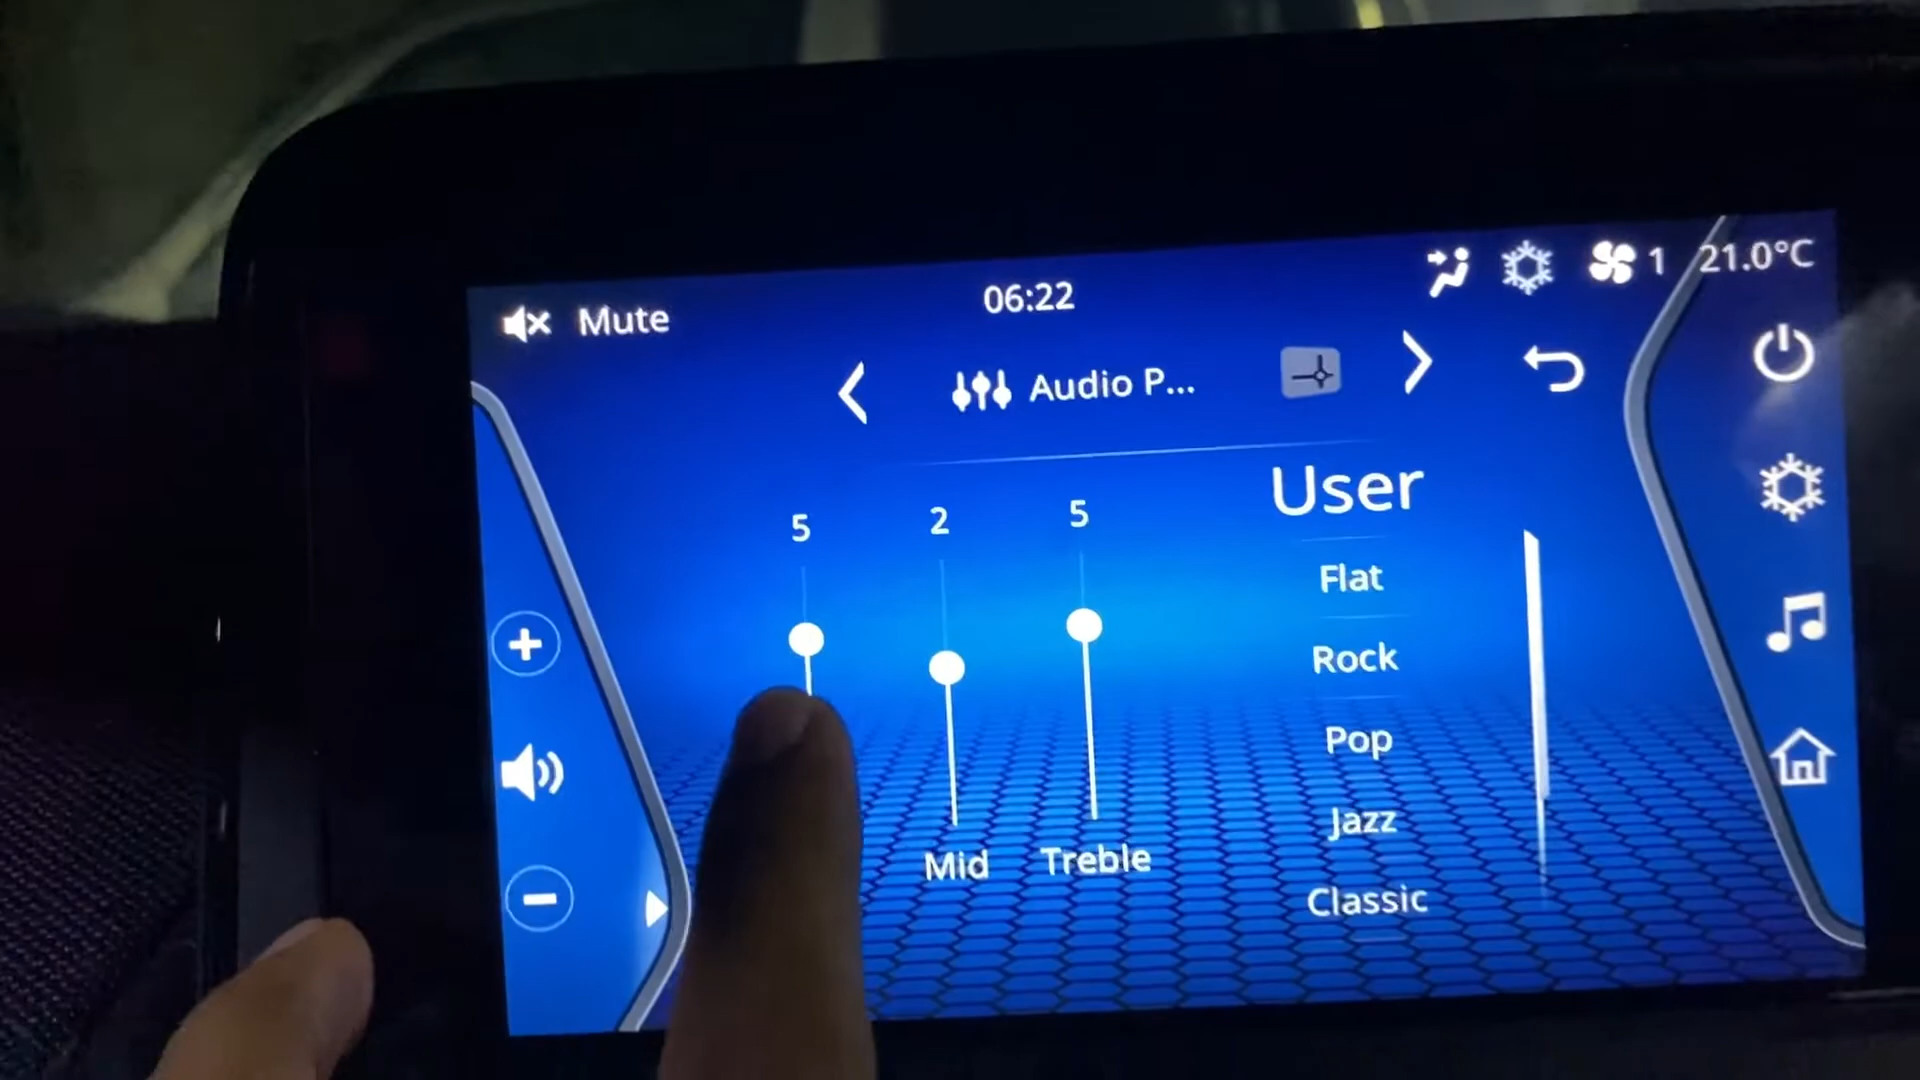 Mute
06:22
1
21.0°C
Audio P...
5
2
5
Mid
Treble
User
Flat
Rock
Pop
Jazz
Classic